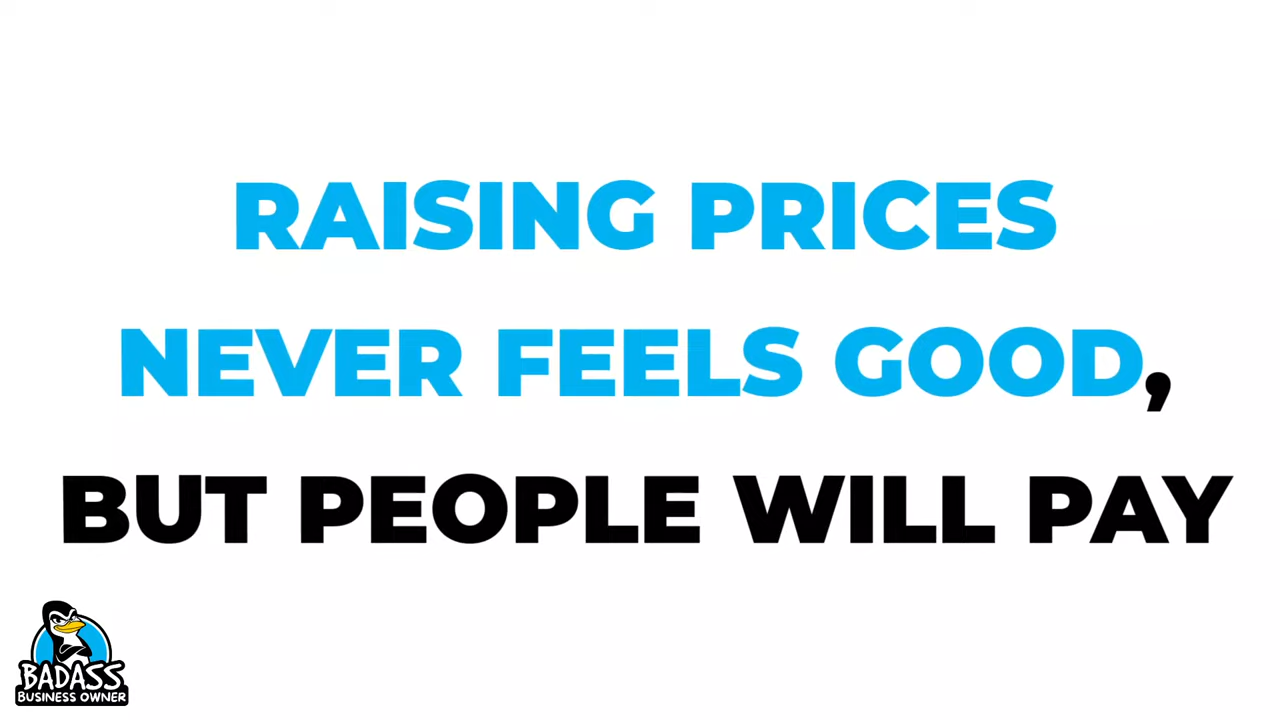 RAISING PRICES
NEVER FEELS GOOD,
BUT PEOPLE WILL PAY
BADASS
BUSINESS OWNER